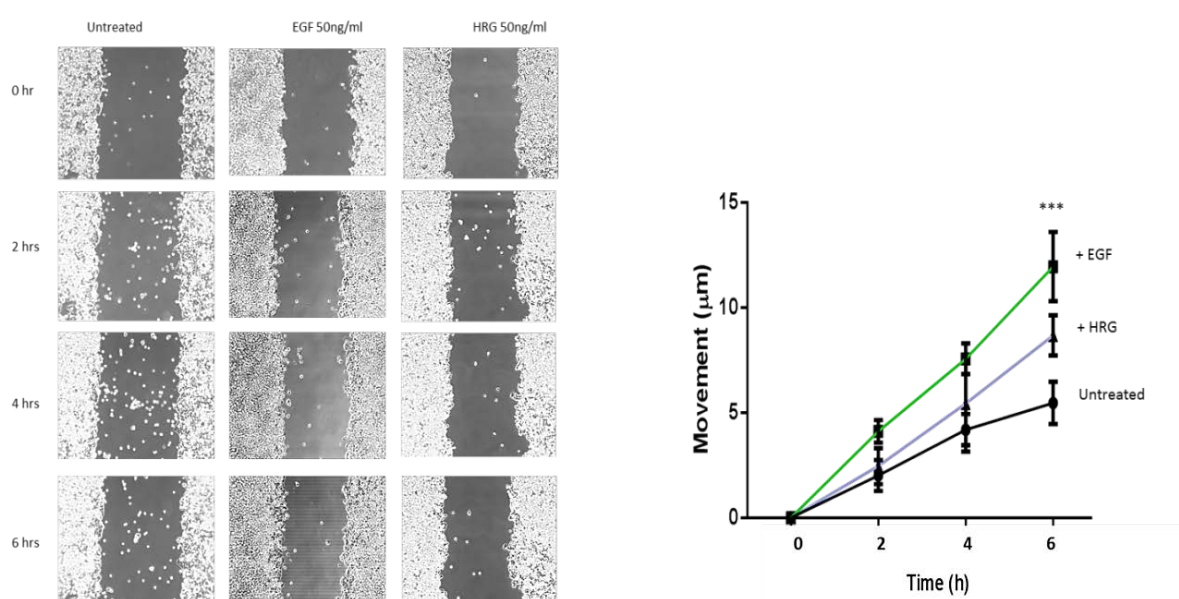 Untreated
EGF 50ng/ml
HRG 50ng/ml
0 hr
2 hrs
4 hrs
6 hrs
Movement (μm)
15
10
5
0
***
+ EGF
+ HRG
Untreated
0 2 4 6
Time (h)